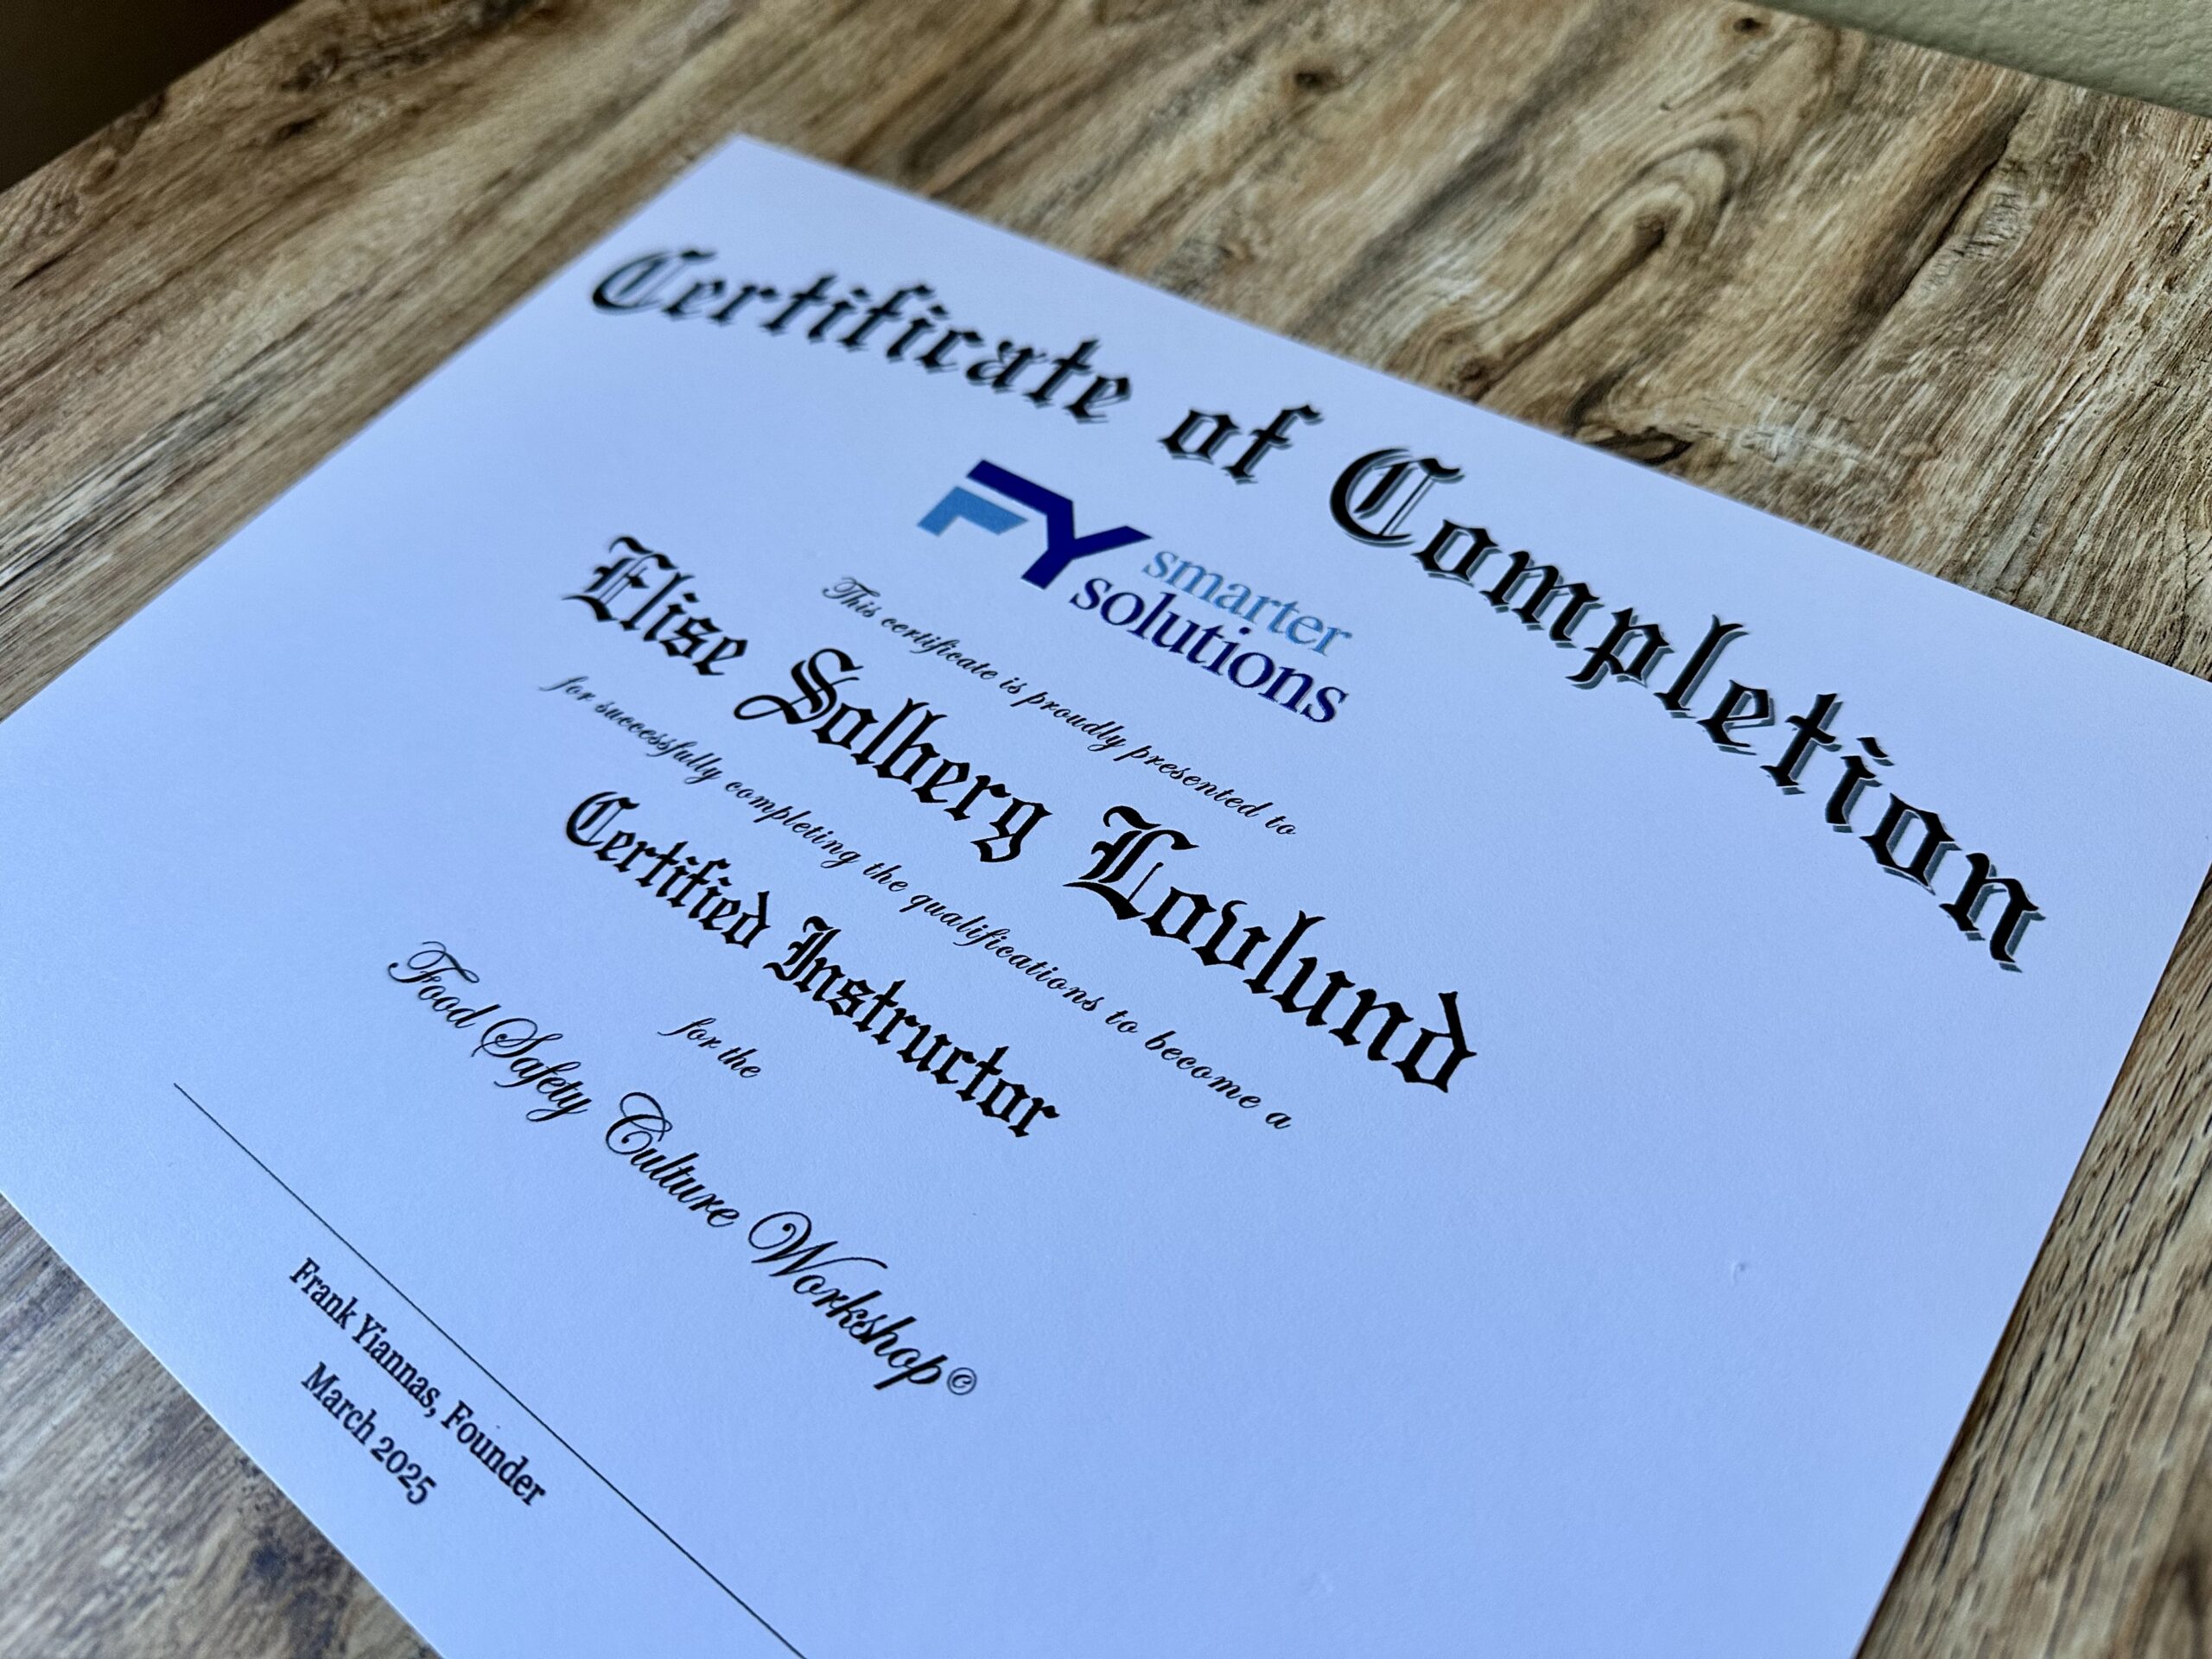 Certificate of Completion
FY smarter
solutions
This certificate is proudly presented to
Elise Solberg Lovlund
for successfully completing the qualifications to become a
Certified Instructor
for the
Food Safety Culture Workshop©
Frank Yiannas, Founder
March 2025